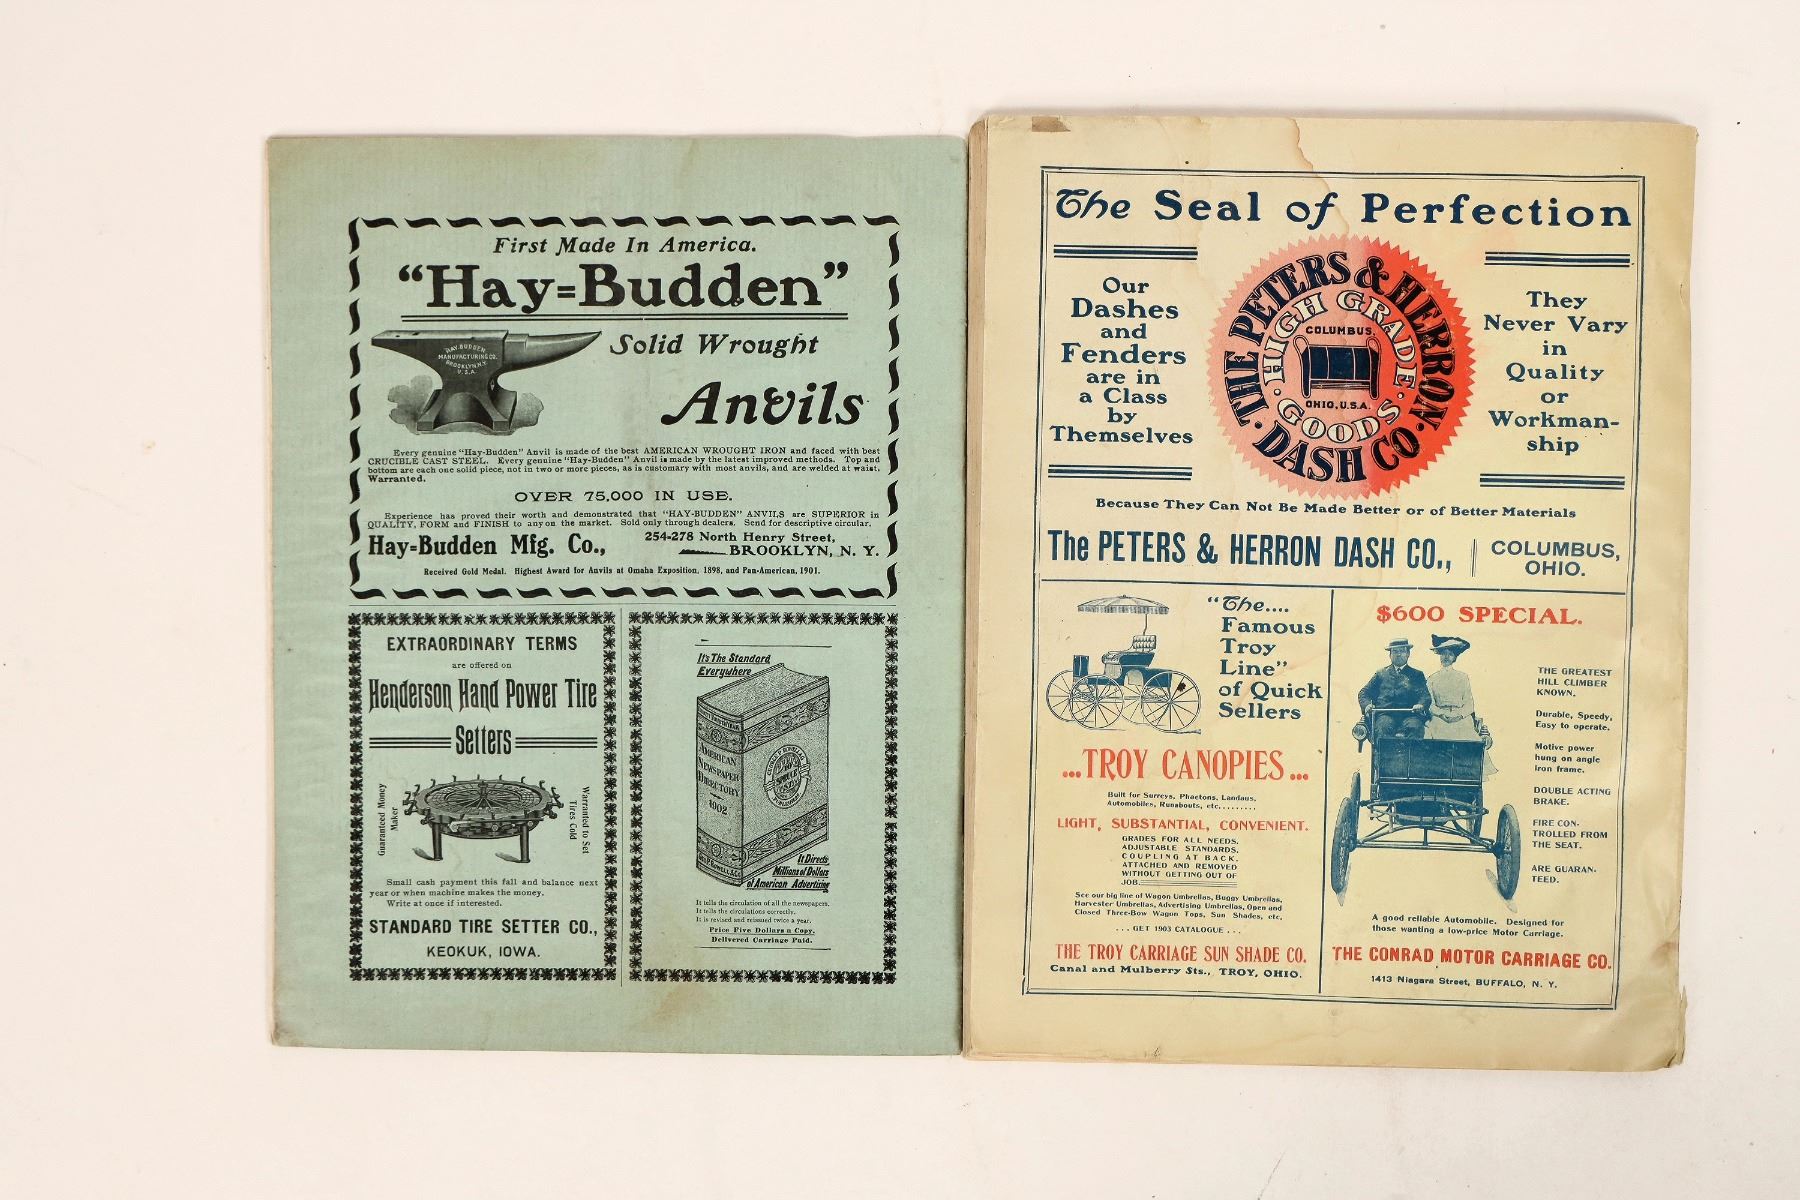 First Made In America.
"Hay=Budden"
HAY-BUDDEN
MANUFACTURING CO.
BROOKLYN, N.Y.
U.S.A.
Solid Wrought
Anvils
Every genuine "Hay-Budden" Anvil is made of the best AMERICAN WROUGHT IRON and faced with best
CRUCIBLE CAST STEEL. Every genuine "Hay-Budden" Anvil is made by the latest improved methods. Top and
bottom are each one solid piece, not in two or more pieces, as is customary with most anvils, and are welded at waist.
Warranted.
OVER 75,000 IN USE.
Experience has proved their worth and demonstrated that "HAY-BUDDEN" ANVILS are SUPERIOR in
QUALITY, FORM and FINISH to any on the market. Sold only through dealers. Send for descriptive circular.
Hay=Budden Mfg. Co.,
254-278 North Henry Street,
BROOKLYN, N. Y.
Received Gold Medal. Highest Award for Anvils at Omaha Exposition, 1898, and Pan-American, 1901.
EXTRAORDINARY TERMS
are offered on
Henderson Hand Power Tire
Setters
Guaranteed Money
Maker
Warranted to Set
Tires Cold
Small cash payment this fall and balance next
year or when machine makes the money.
Write at once if interested.
STANDARD TIRE SETTER CO.,
KEOKUK, IOWA.
It's The Standard
Everywhere
AMERICAN
NEWSPAPER
DIRECTORY
1902
It Directs
Millions of Dollars
of American Advertising
It tells the circulation of all the newspapers.
It tells the circulations correctly.
It is revised and reissued twice a year.
Price Five Dollars a Copy.
Delivered Carriage Paid.
The Seal of Perfection
Our
Dashes
and
Fenders
are in
a Class
by
Themselves
THE PETERS & HERRON
DASH CO.
HIGH GRADE
GOODS
COLUMBUS,
OHIO, U.S.A.
They
Never Vary
in
Quality
or
Workman-
ship
Because They Can Not Be Made Better or of Better Materials
The PETERS & HERRON DASH CO.,
COLUMBUS,
OHIO.
"The....
Famous
Troy
Line"
of Quick
Sellers
...TROY CANOPIES...
Built for Surreys, Phaetons, Landaus,
Automobiles, Runabouts, etc.........
LIGHT, SUBSTANTIAL, CONVENIENT.
GRADES FOR ALL NEEDS.
ADJUSTABLE STANDARDS.
COUPLING AT BACK.
ATTACHED AND REMOVED
WITHOUT GETTING OUT OF
JOB.
See our big line of Wagon Umbrellas, Buggy Umbrellas,
Harvester Umbrellas, Advertising Umbrellas, Open and
Closed Three-Bow Wagon Tops, Sun Shades, etc.
... GET 1903 CATALOGUE ...
THE TROY CARRIAGE SUN SHADE CO.
Canal and Mulberry Sts., TROY, OHIO.
$600 SPECIAL.
THE GREATEST
HILL CLIMBER
KNOWN.
Durable, Speedy,
Easy to operate.
Motive power
hung on angle
iron frame.
DOUBLE ACTING
BRAKE.
FIRE CON-
TROLLED FROM
THE SEAT.
ARE GUARAN-
TEED.
A good reliable Automobile. Designed for
those wanting a low-price Motor Carriage.
THE CONRAD MOTOR CARRIAGE CO.
1413 Niagara Street, BUFFALO, N. Y.